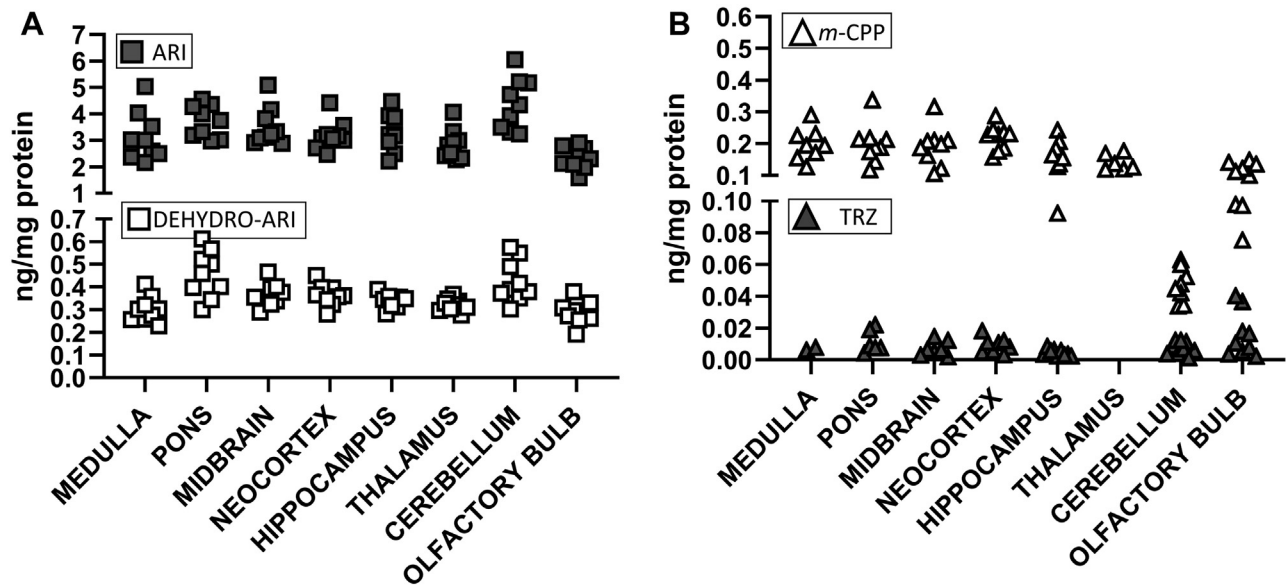 A
ng/mg protein
7
6
5
4
3
2
1
ARI
0.7
0.6
0.5
0.4
0.3
0.2
0.1
0.0
DEHYDRO-ARI
MEDULLA
PONS
MIDBRAIN
NEOCORTEX
HIPPOCAMPUS
THALAMUS
CEREBELLUM
OLFACTORY BULB
B
ng/mg protein
0.6
0.5
0.4
0.3
0.2
0.1
m-CPP
0.10
0.08
0.06
0.04
0.02
0.00
TRZ
MEDULLA
PONS
MIDBRAIN
NEOCORTEX
HIPPOCAMPUS
THALAMUS
CEREBELLUM
OLFACTORY BULB